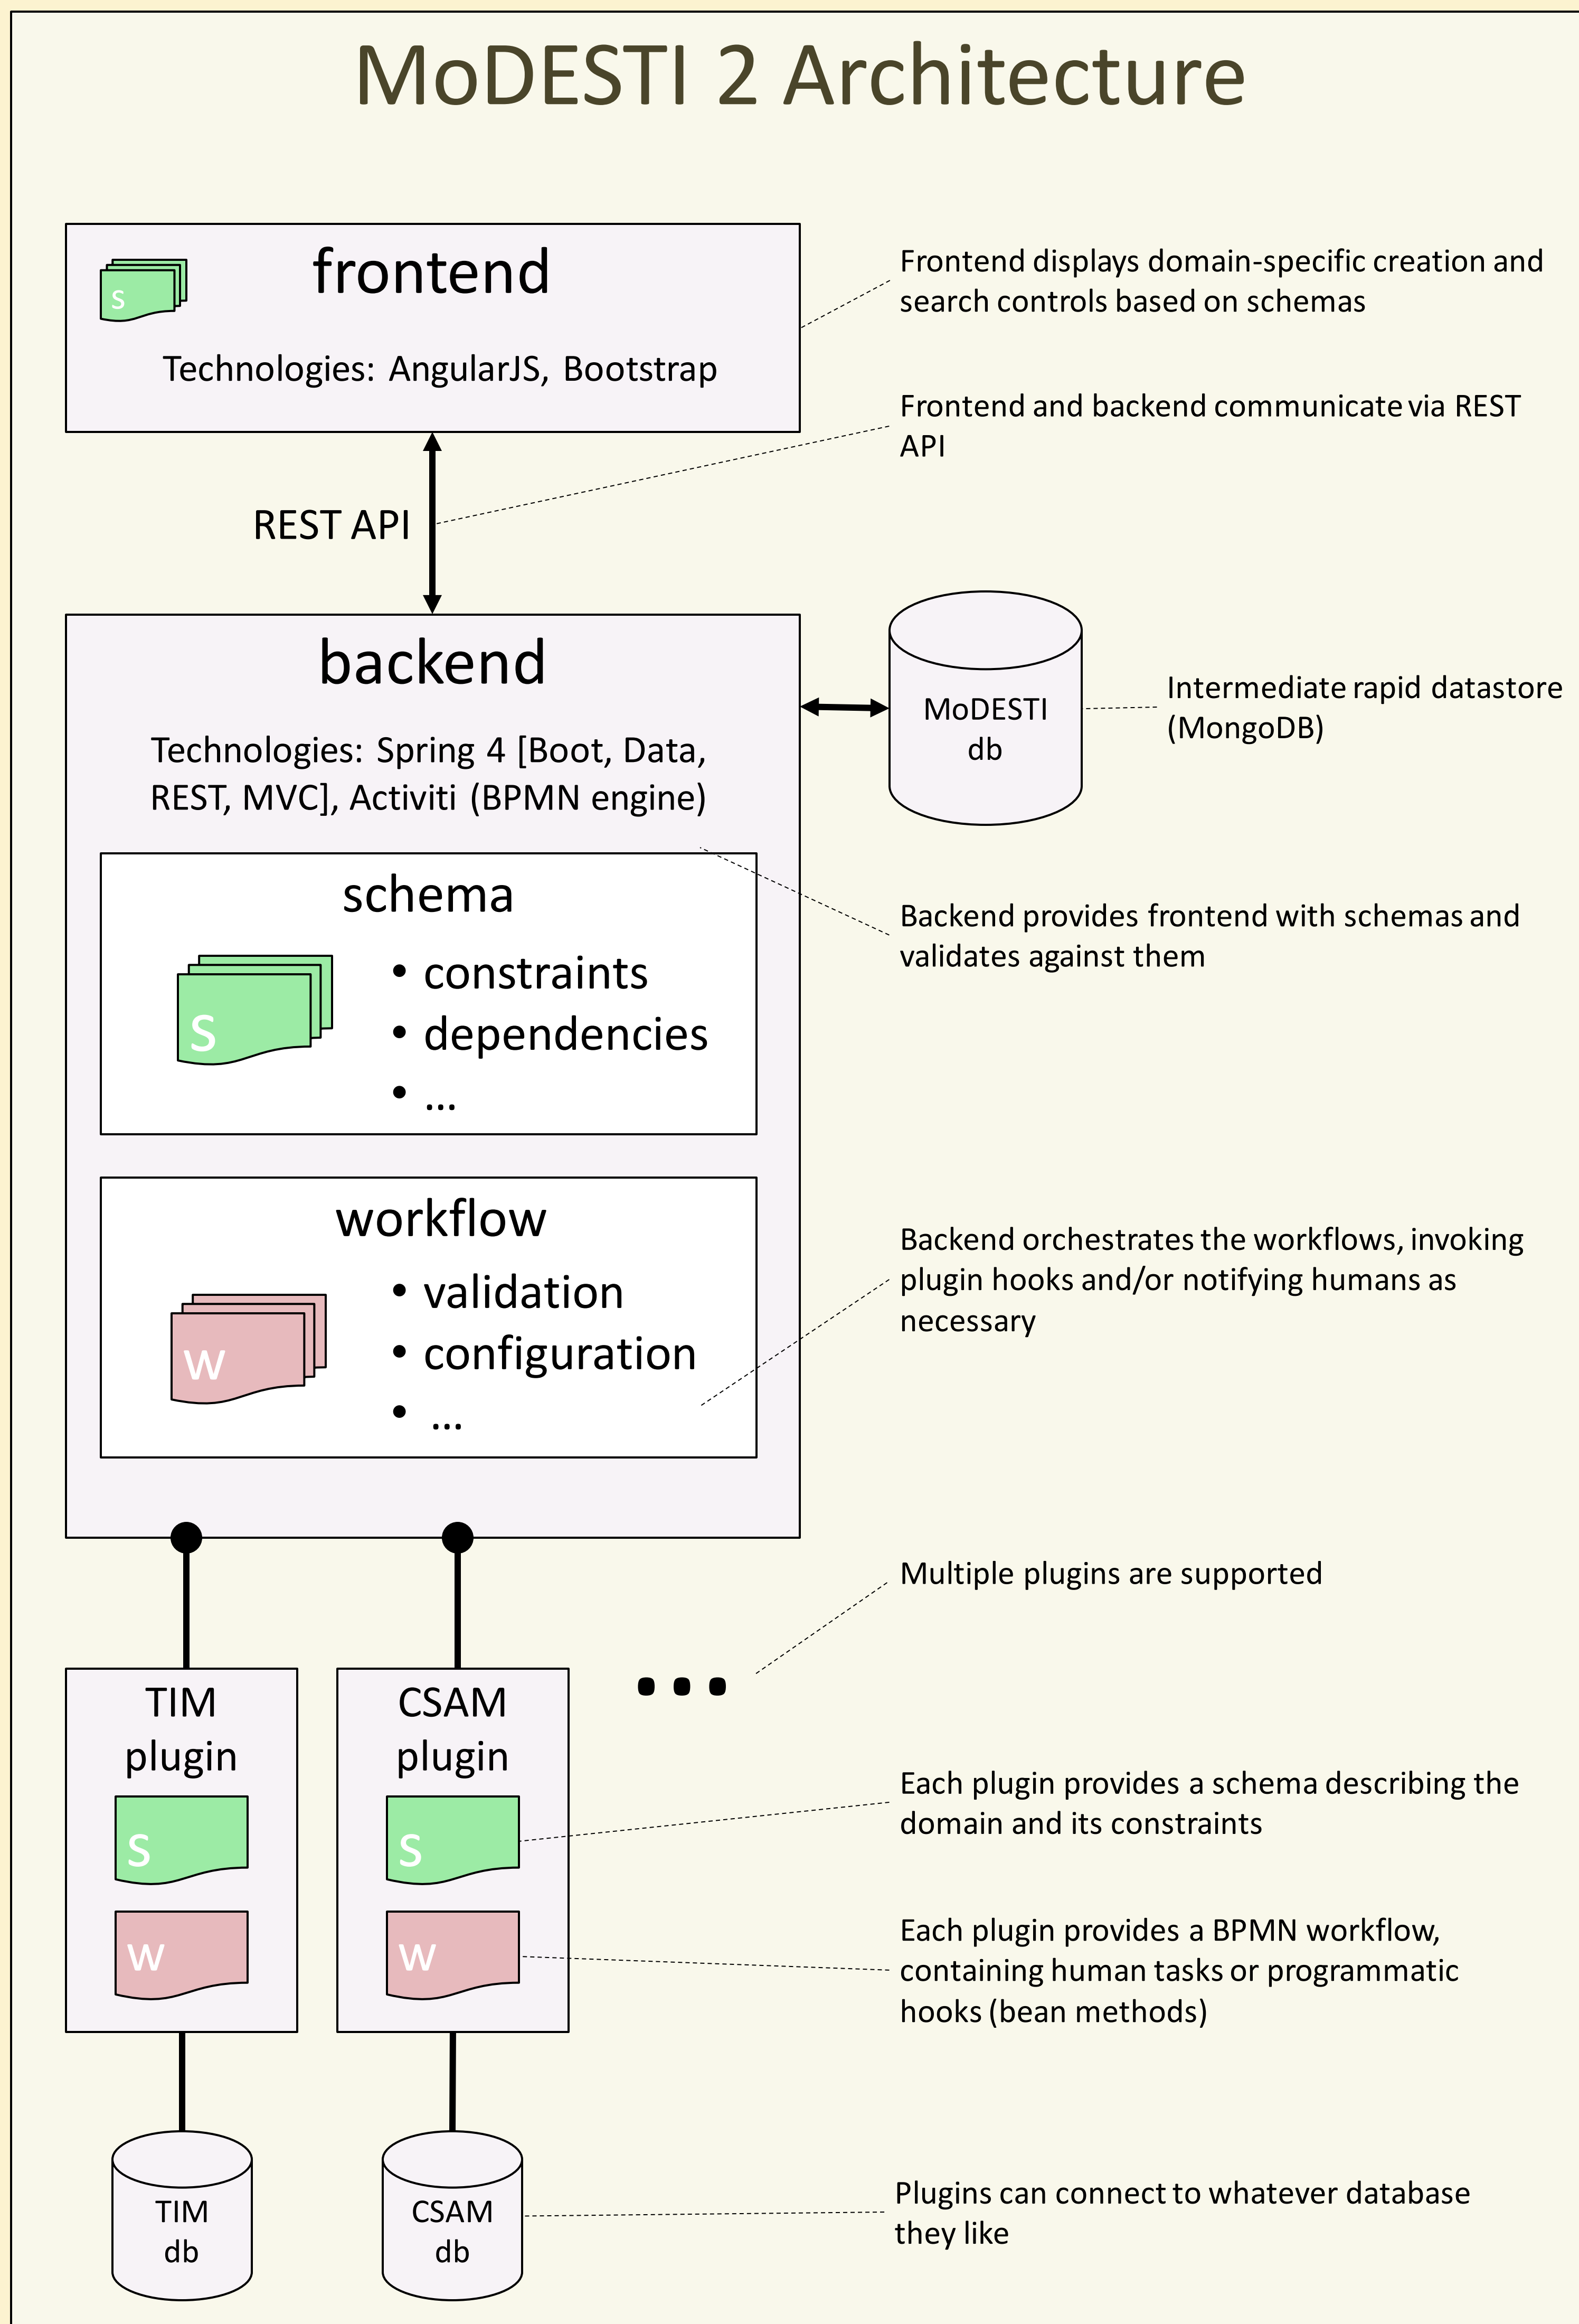 MoDESTI 2 Architecture
s
frontend
Technologies: AngularJS, Bootstrap
Frontend displays domain-specific creation and
search controls based on schemas
Frontend and backend communicate via REST
API
REST API
backend
Technologies: Spring 4 [Boot, Data,
REST, MVC], Activiti (BPMN engine)
MoDESTI
db
Intermediate rapid datastore
(MongoDB)
schema
s
• constraints
• dependencies
• ...
Backend provides frontend with schemas and
validates against them
workflow
w
• validation
• configuration
• ...
Backend orchestrates the workflows, invoking
plugin hooks and/or notifying humans as
necessary
Multiple plugins are supported
TIM
plugin
s
w
CSAM
plugin
s
w
...
Each plugin provides a schema describing the
domain and its constraints
Each plugin provides a BPMN workflow,
containing human tasks or programmatic
hooks (bean methods)
TIM
db
CSAM
db
Plugins can connect to whatever database
they like